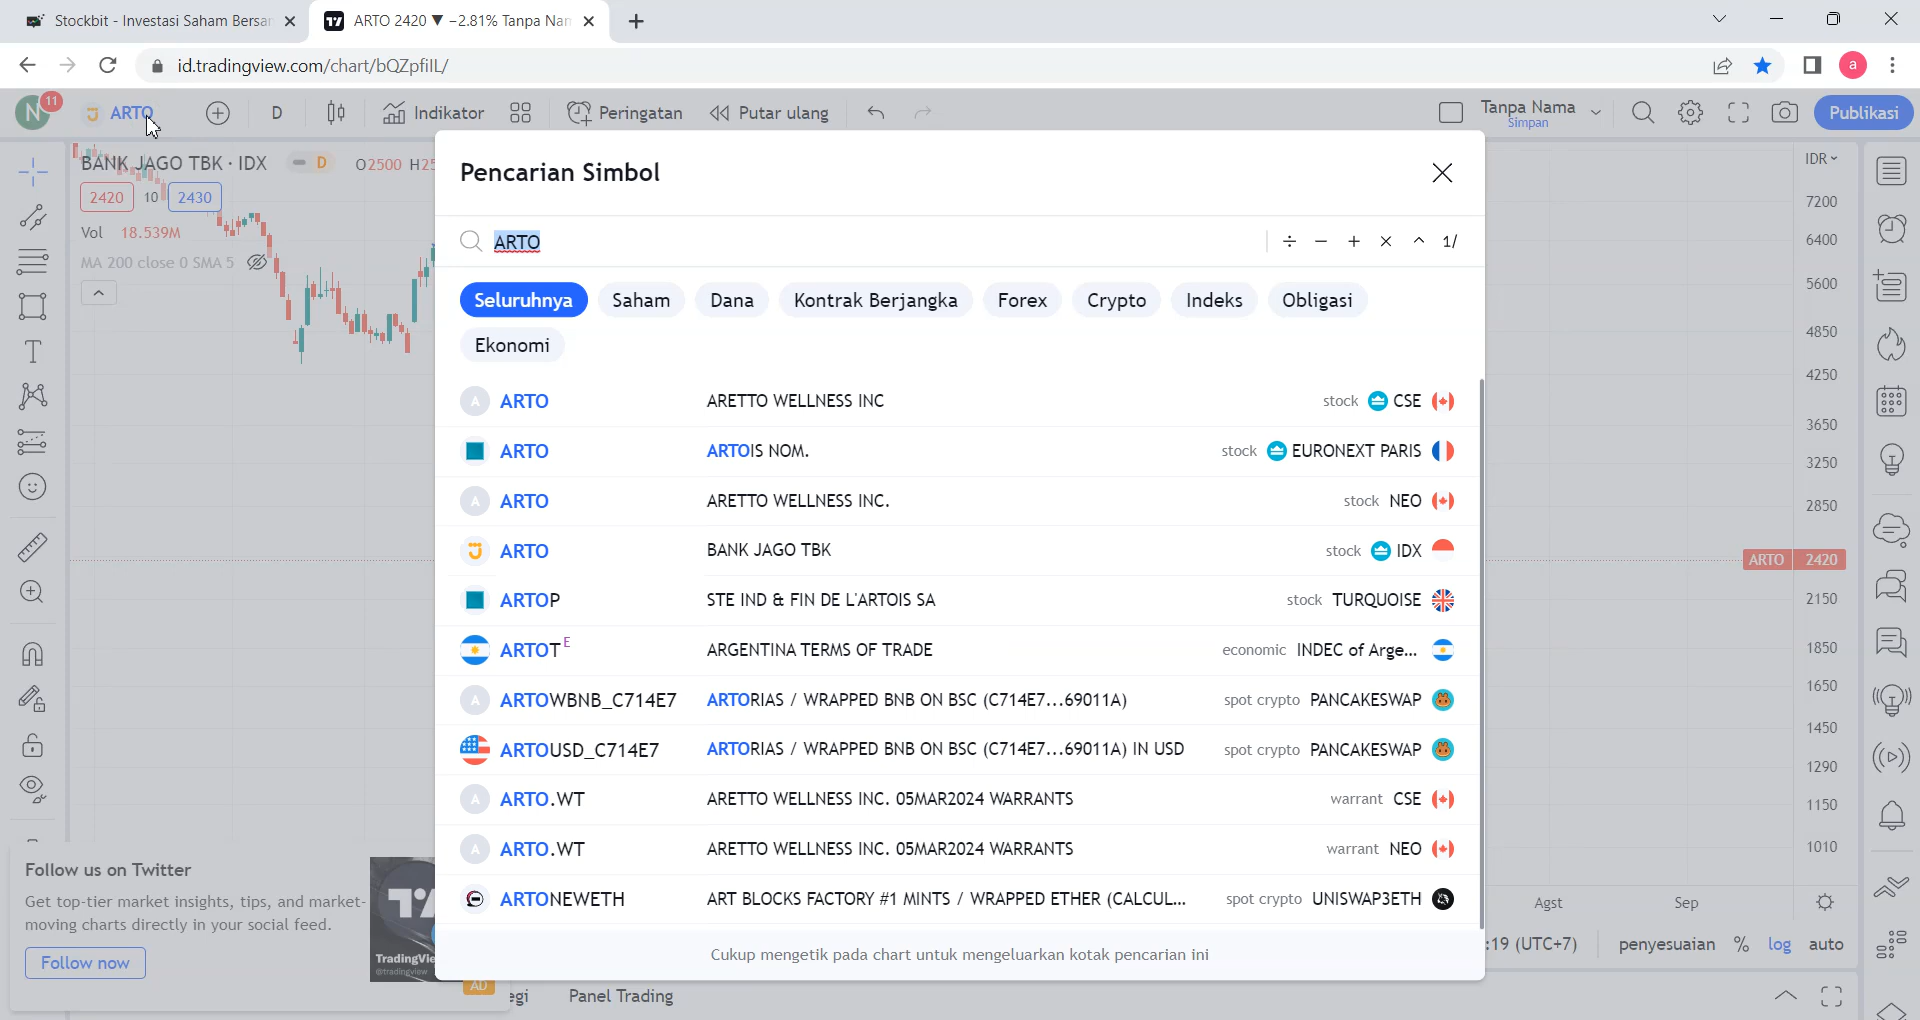 Stockbit - Investasi Saham Bersar
ARTO 2420 ▼ −2.81% Tanpa Nam
id.tradingview.com/chart/bQZpfiIL/
a
N 11 ARTO D Indikator Peringatan Putar ulang Tanpa Nama Simpan Publikasi
BANK JAGO TBK · IDX D O2500 H25
2420 10 2430
Vol 18.539M
MA 200 close 0 SMA 5
Pencarian Simbol
ARTO 1/
Seluruhnya Saham Dana Kontrak Berjangka Forex Crypto Indeks Obligasi
Ekonomi
A ARTO ARETTO WELLNESS INC stock CSE
ARTO ARTOIS NOM. stock EURONEXT PARIS
A ARTO ARETTO WELLNESS INC. stock NEO
ARTO BANK JAGO TBK stock IDX
ARTOP STE IND & FIN DE L'ARTOIS SA stock TURQUOISE
ARTOT E ARGENTINA TERMS OF TRADE economic INDEC of Arge...
A ARTOWBNB_C714E7 ARTORIAS / WRAPPED BNB ON BSC (C714E7...69011A) spot crypto PANCAKESWAP
ARTOUSD_C714E7 ARTORIAS / WRAPPED BNB ON BSC (C714E7...69011A) IN USD spot crypto PANCAKESWAP
A ARTO.WT ARETTO WELLNESS INC. 05MAR2024 WARRANTS warrant CSE
A ARTO.WT ARETTO WELLNESS INC. 05MAR2024 WARRANTS warrant NEO
ARTONEWETH ART BLOCKS FACTORY #1 MINTS / WRAPPED ETHER (CALCUL... spot crypto UNISWAP3ETH
Cukup mengetik pada chart untuk mengeluarkan kotak pencarian ini
IDR
7200
6400
5600
4850
4250
3650
3250
2850
ARTO 2420
2150
1850
1650
1450
1290
1150
1010
Agst Sep
:19 (UTC+7) penyesuaian % log auto
Follow us on Twitter
Get top-tier market insights, tips, and market-
moving charts directly in your social feed.
Follow now
TradingVie
@tradingview
AD
egi Panel Trading